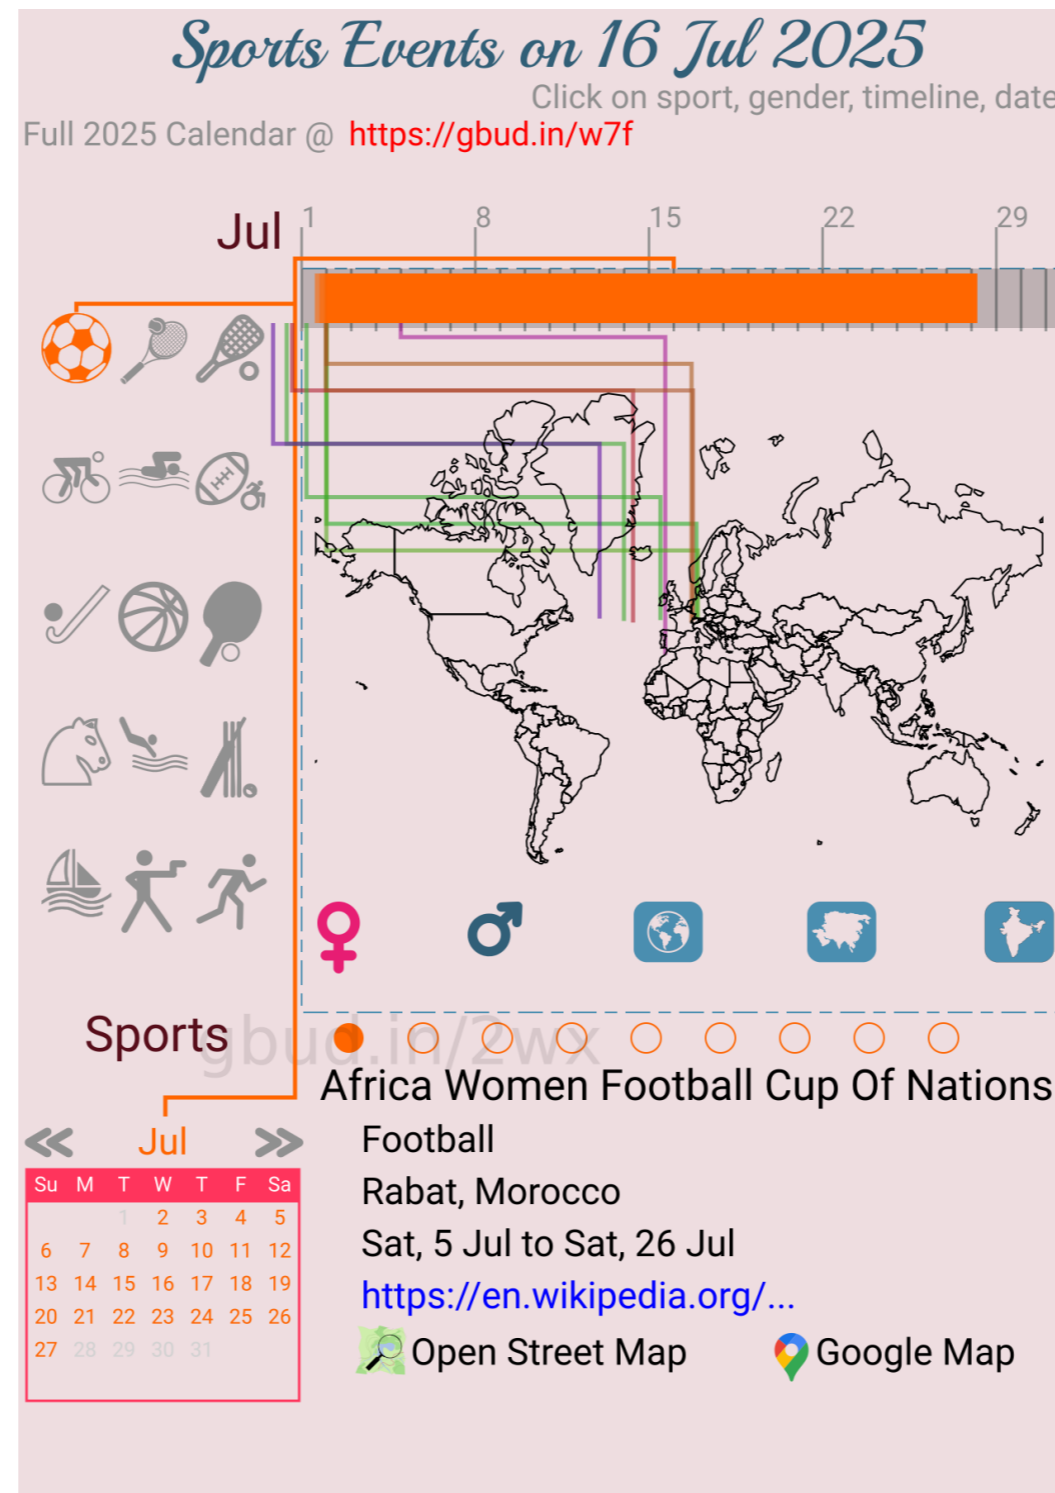 Sports Events on 16 Jul 2025
Click on sport, gender, timeline, date
Full 2025 Calendar @ https://gbud.in/w7f
Jul
1 8 15 22 29
Sports
gbud.in/2wx
Africa Women Football Cup Of Nations
Football
Rabat, Morocco
Sat, 5 Jul to Sat, 26 Jul
https://en.wikipedia.org/...
Open Street Map Google Map
Jul
Su M T W T F Sa
1 2 3 4 5
6 7 8 9 10 11 12
13 14 15 16 17 18 19
20 21 22 23 24 25 26
27 28 29 30 31